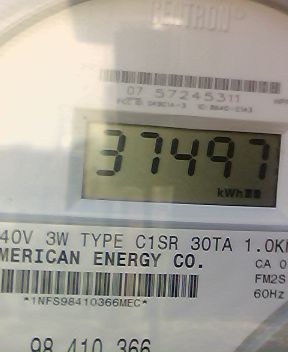 CENTRON
07 57245311
37497
kWh
40V 3W TYPE C1SR 30TA 1.0K
MERICAN ENERGY CO.
CA 0
FM2S
60Hz
*1NFS98410366MEC*
98 410 366